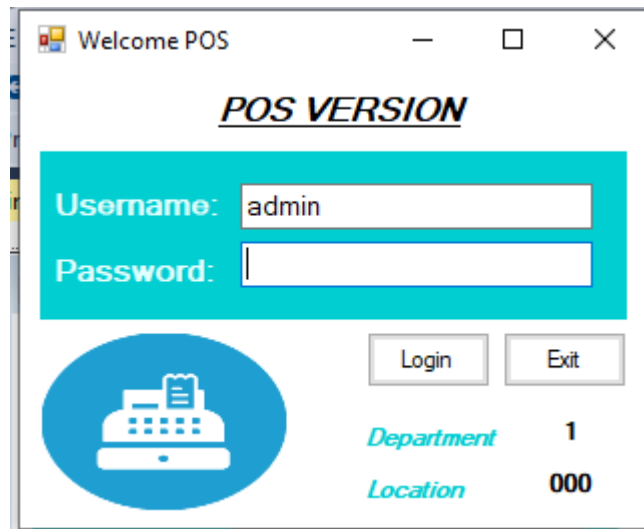 Welcome POS
POS VERSION
Username: admin
Password:
Login Exit
Department 1
Location 000